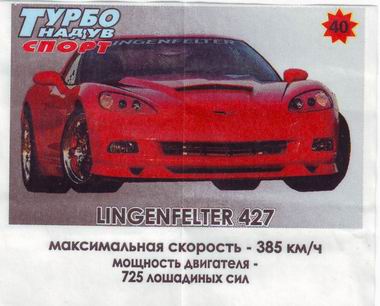 ТУРБО
НАДУВ
СПОРТ
40
LINGENFELTER
LINGENFELTER 427
максимальная скорость - 385 км/ч
мощность двигателя -
725 лошадиных сил